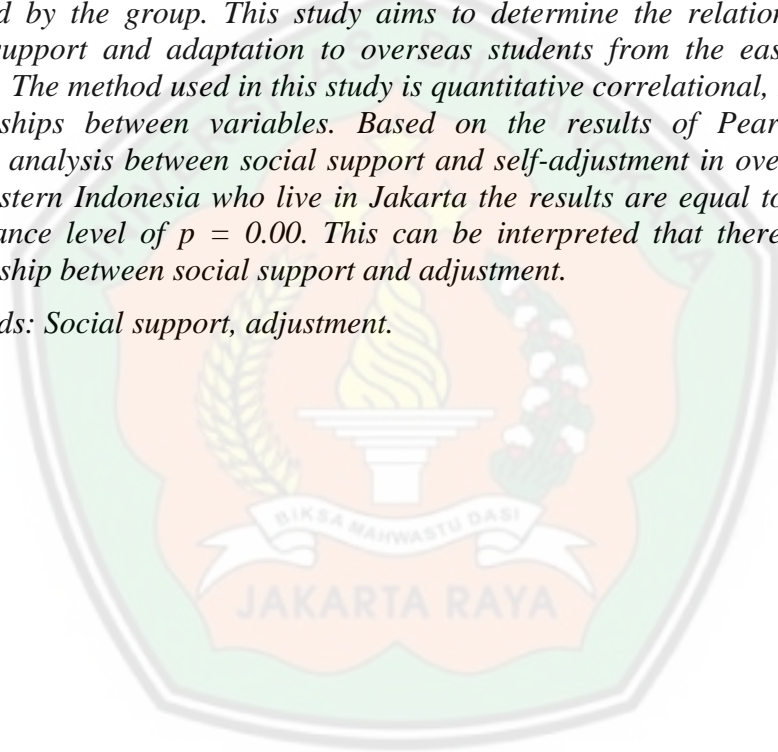 d by the group. This study aims to determine the relation
support and adaptation to overseas students from the eas
The method used in this study is quantitative correlational,
ships between variables. Based on the results of Pear
analysis between social support and self-adjustment in over
stern Indonesia who live in Jakarta the results are equal to
ance level of p = 0.00. This can be interpreted that there
ship between social support and adjustment.
ds: Social support, adjustment.
BIKSA MAHWASTU DASI
JAKARTA RAYA